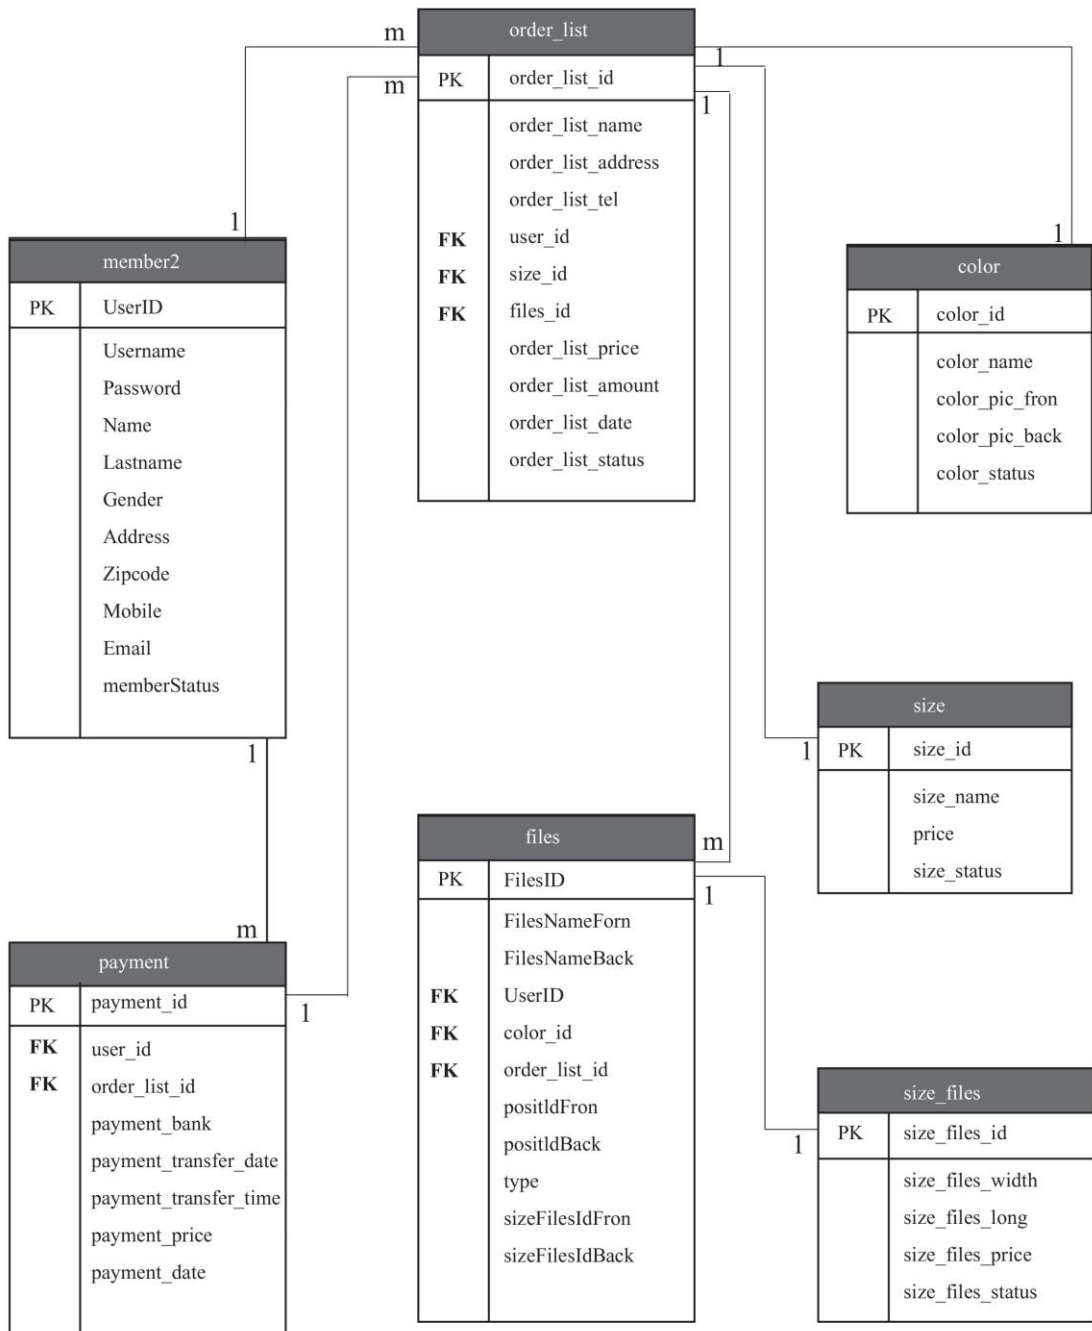 order_list
PK order_list_id
order_list_name
order_list_address
order_list_tel
FK user_id
FK size_id
FK files_id
order_list_price
order_list_amount
order_list_date
order_list_status
m
m
1
1
1
1
member2
PK UserID
Username
Password
Name
Lastname
Gender
Address
Zipcode
Mobile
Email
memberStatus
1
m
color
PK color_id
color_name
color_pic_fron
color_pic_back
color_status
size
1
PK size_id
size_name
price
size_status
payment
PK payment_id
1
FK user_id
FK order_list_id
payment_bank
payment_transfer_date
payment_transfer_time
payment_price
payment_date
files
m
PK FilesID
1
FilesNameForn
FilesNameBack
FK UserID
FK color_id
FK order_list_id
positldFron
positldBack
type
sizeFilesIdFron
sizeFilesIdBack
size_files
1
PK size_files_id
size_files_width
size_files_long
size_files_price
size_files_status